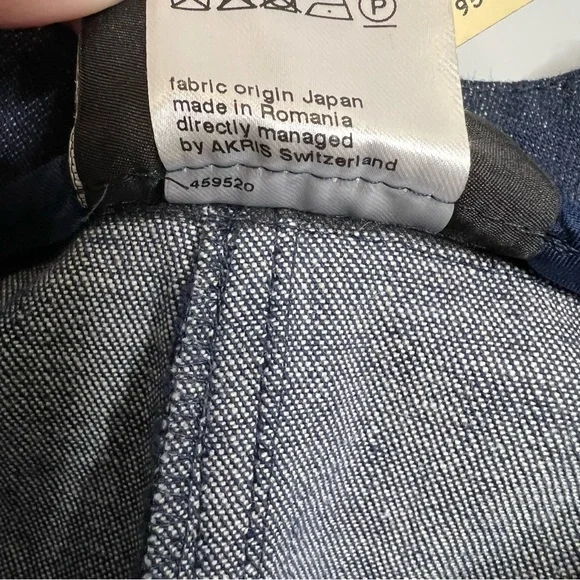 P
fabric origin Japan
made in Romania
directly managed
by AKRIS Switzerland
459520